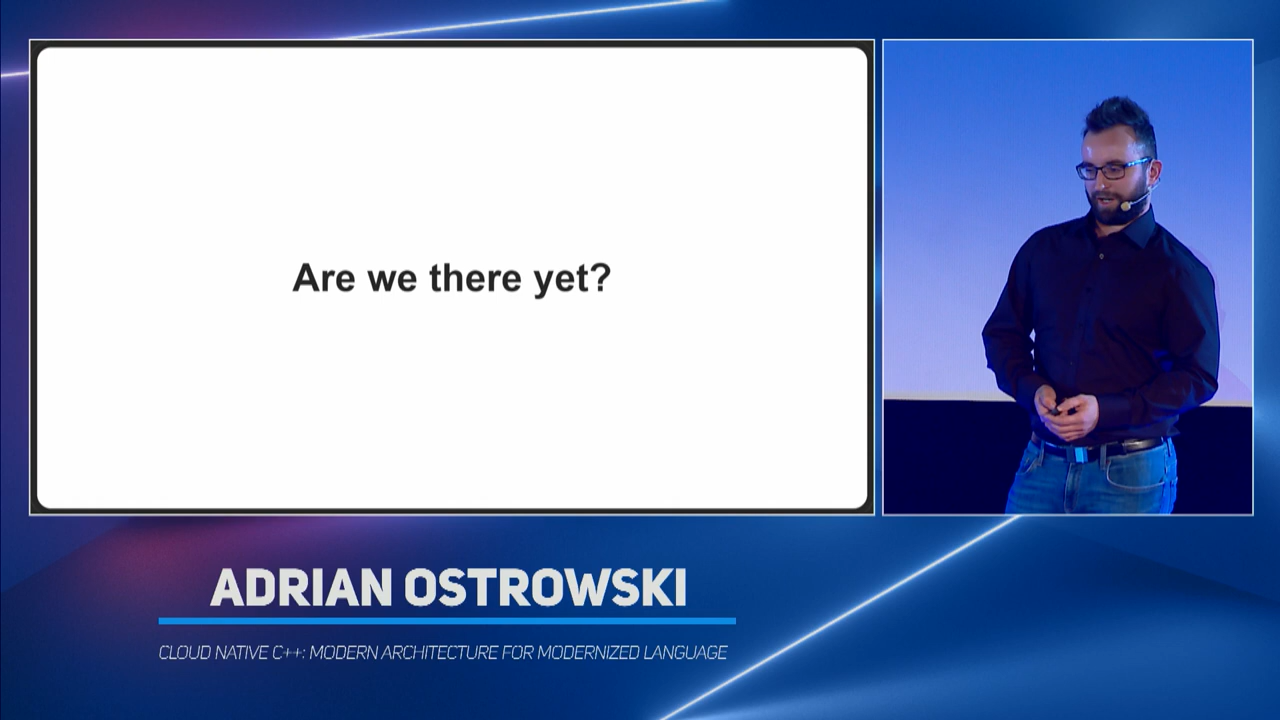 Are we there yet?
ADRIAN OSTROWSKI
CLOUD NATIVE C++: MODERN ARCHITECTURE FOR MODERNIZED LANGUAGE